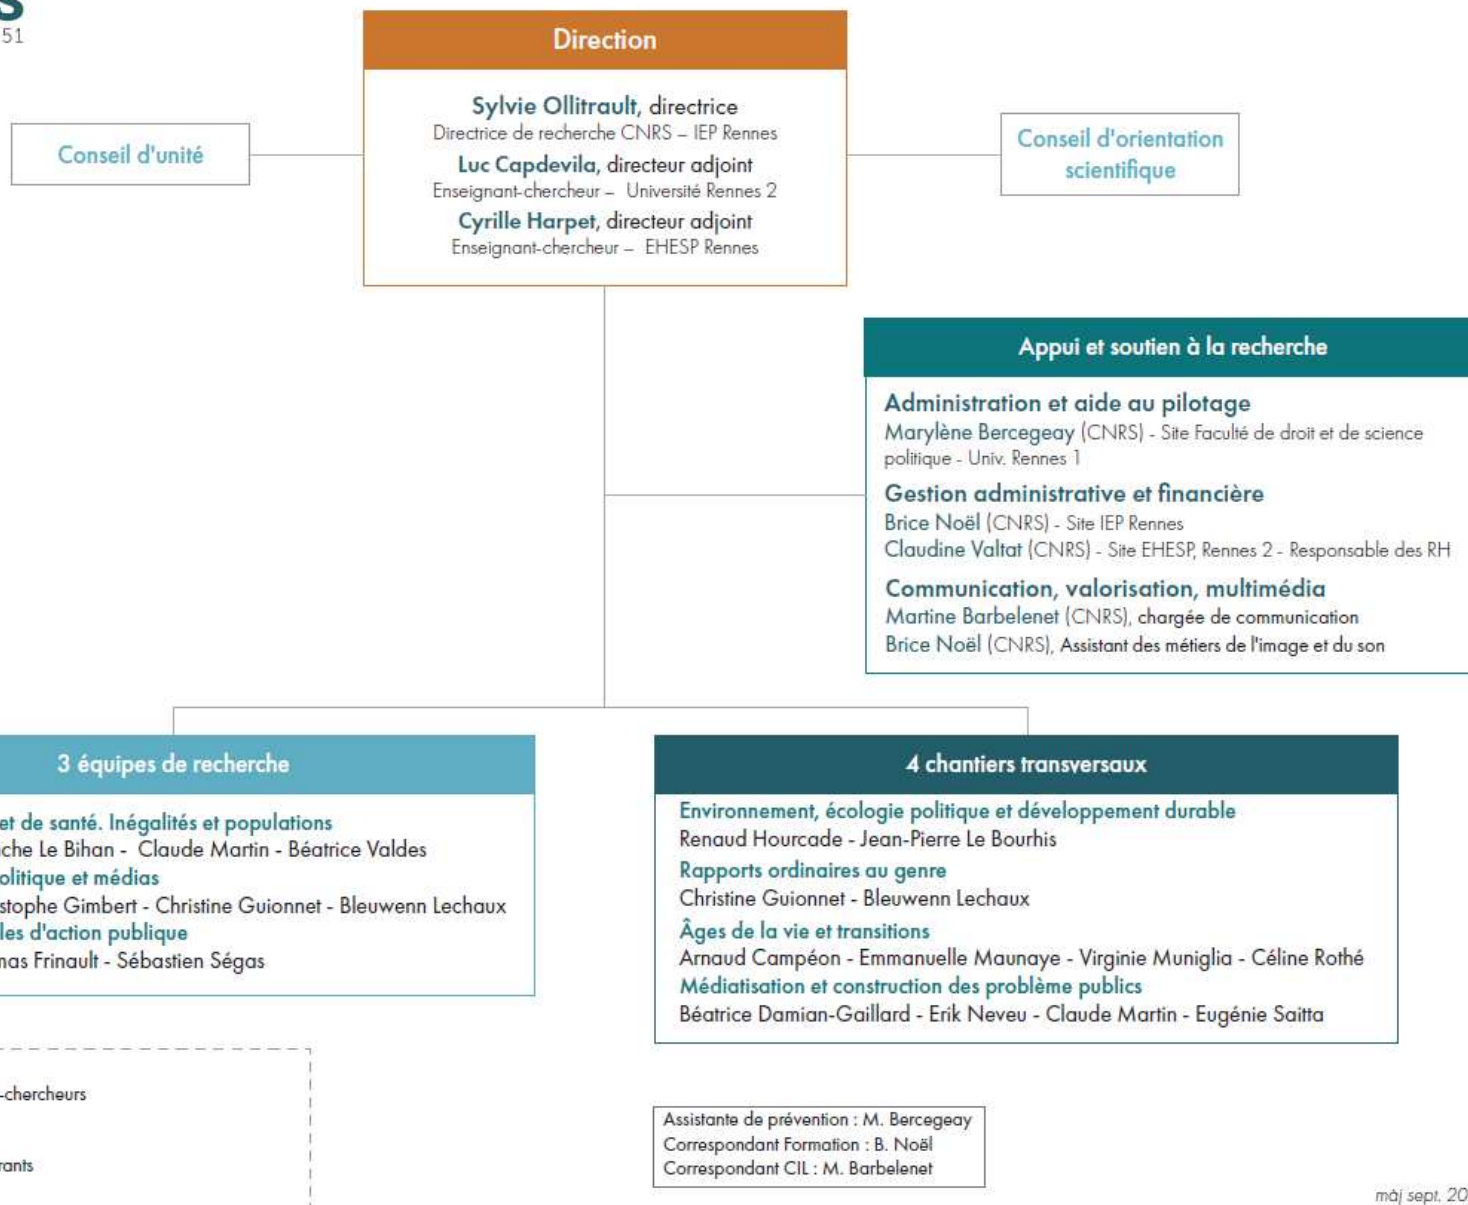 s
51
Direction
Sylvie Ollitrault, directrice
Directrice de recherche CNRS – IEP Rennes
Luc Capdevila, directeur adjoint
Enseignant-chercheur – Université Rennes 2
Cyrille Harpet, directeur adjoint
Enseignant-chercheur – EHESP Rennes
Conseil d'unité
Conseil d'orientation
scientifique
Appui et soutien à la recherche
Administration et aide au pilotage
Marylène Bercegeay (CNRS) - Site Faculté de droit et de science
politique - Univ. Rennes 1
Gestion administrative et financière
Brice Noël (CNRS) - Site IEP Rennes
Claudine Valtat (CNRS) - Site EHESP, Rennes 2 - Responsable des RH
Communication, valorisation, multimédia
Martine Barbelenet (CNRS), chargée de communication
Brice Noël (CNRS), Assistant des métiers de l'image et du son
3 équipes de recherche
et de santé. Inégalités et populations
che Le Bihan - Claude Martin - Béatrice Valdes
olitique et médias
stophe Gimbert - Christine Guionnet - Bleuwenn Lechaux
les d'action publique
mas Frinault - Sébastien Ségas
4 chantiers transversaux
Environnement, écologie politique et développement durable
Renaud Hourcade - Jean-Pierre Le Bourhis
Rapports ordinaires au genre
Christine Guionnet - Bleuwenn Lechaux
Âges de la vie et transitions
Arnaud Campéon - Emmanuelle Maunaye - Virginie Muniglia - Céline Rothé
Médiatisation et construction des problème publics
Béatrice Damian-Gaillard - Erik Neveu - Claude Martin - Eugénie Saitta
-chercheurs
rants
Assistante de prévention : M. Bercegeay
Correspondant Formation : B. Noël
Correspondant CIL : M. Barbelenet
màj sept. 20